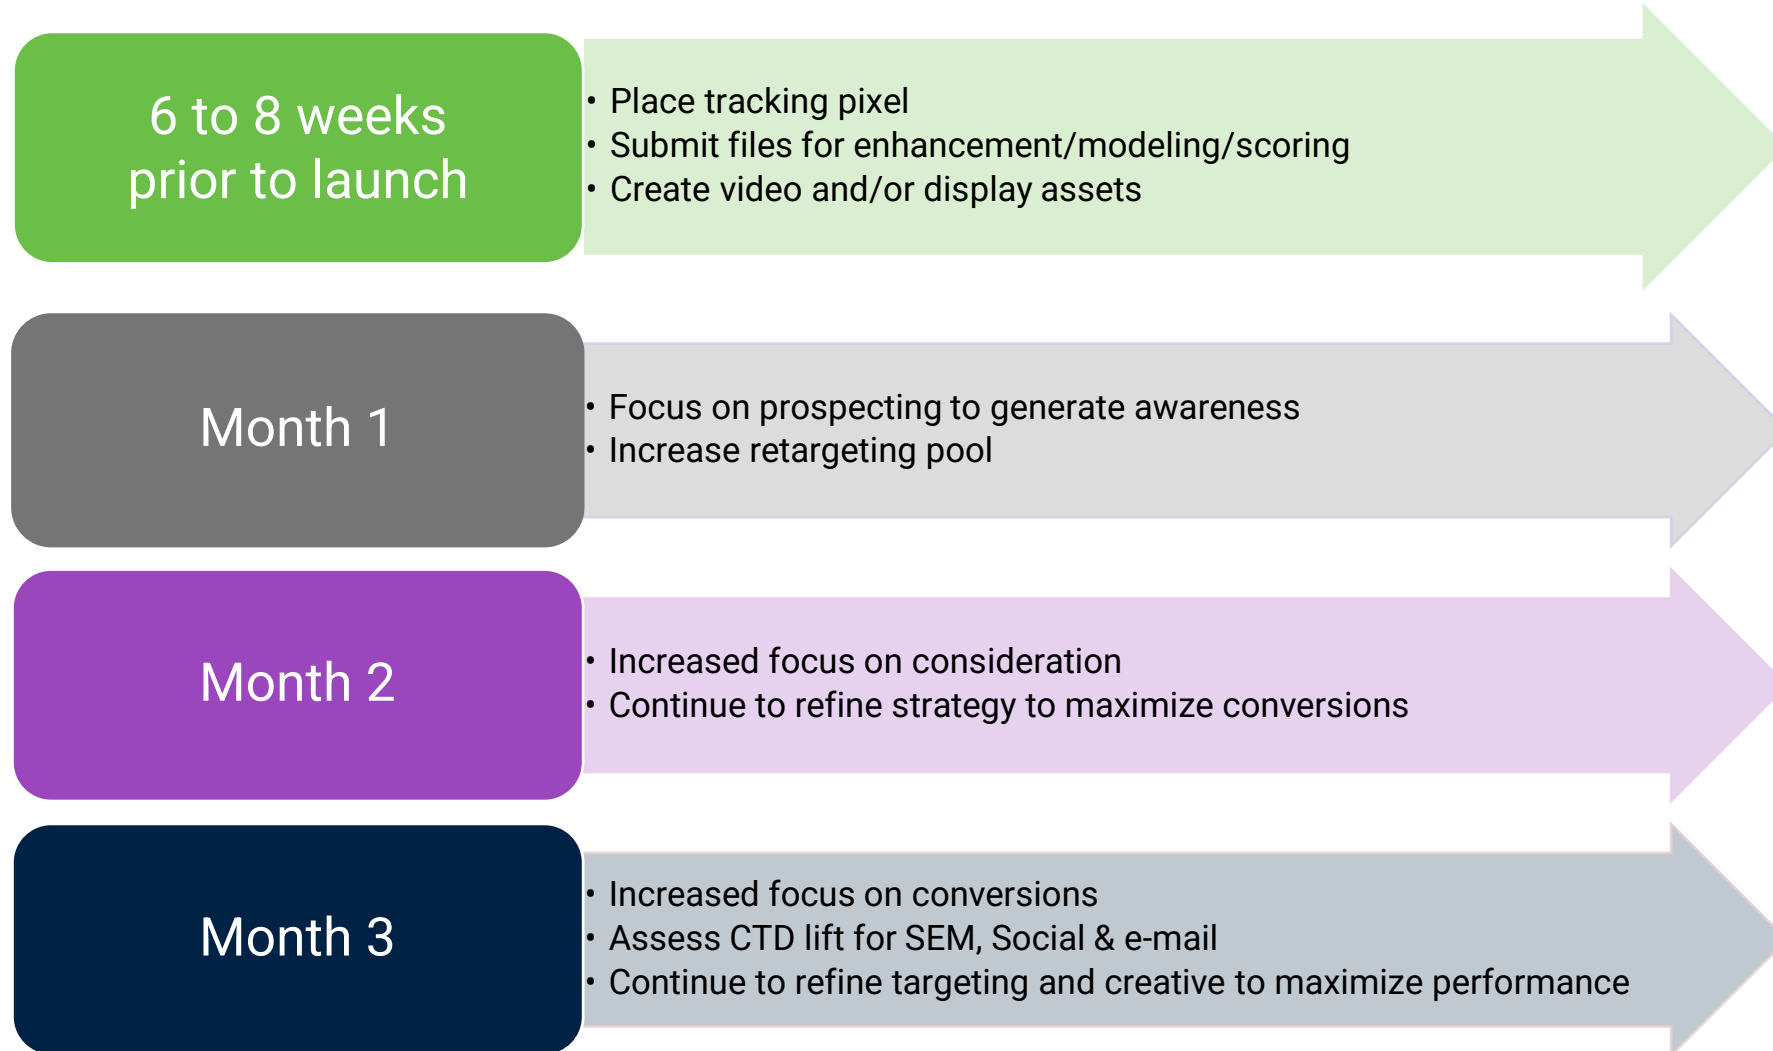 6 to 8 weeks
prior to launch
• Place tracking pixel
• Submit files for enhancement/modeling/scoring
• Create video and/or display assets
Month 1
• Focus on prospecting to generate awareness
• Increase retargeting pool
Month 2
• Increased focus on consideration
• Continue to refine strategy to maximize conversions
Month 3
• Increased focus on conversions
• Assess CTD lift for SEM, Social & e-mail
• Continue to refine targeting and creative to maximize performance